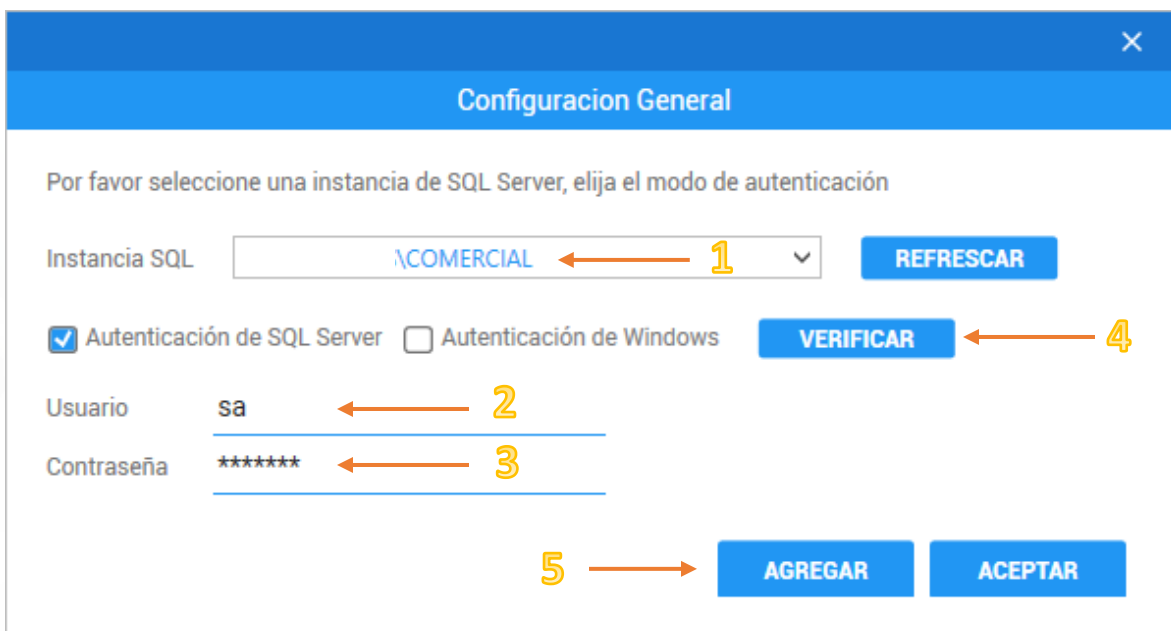 Configuracion General
Por favor seleccione una instancia de SQL Server, elija el modo de autenticación
Instancia SQL \COMERCIAL 1 REFRESCAR
Autenticación de SQL Server Autenticación de Windows VERIFICAR 4
Usuario sa 2
Contraseña ******* 3
5 AGREGAR ACEPTAR